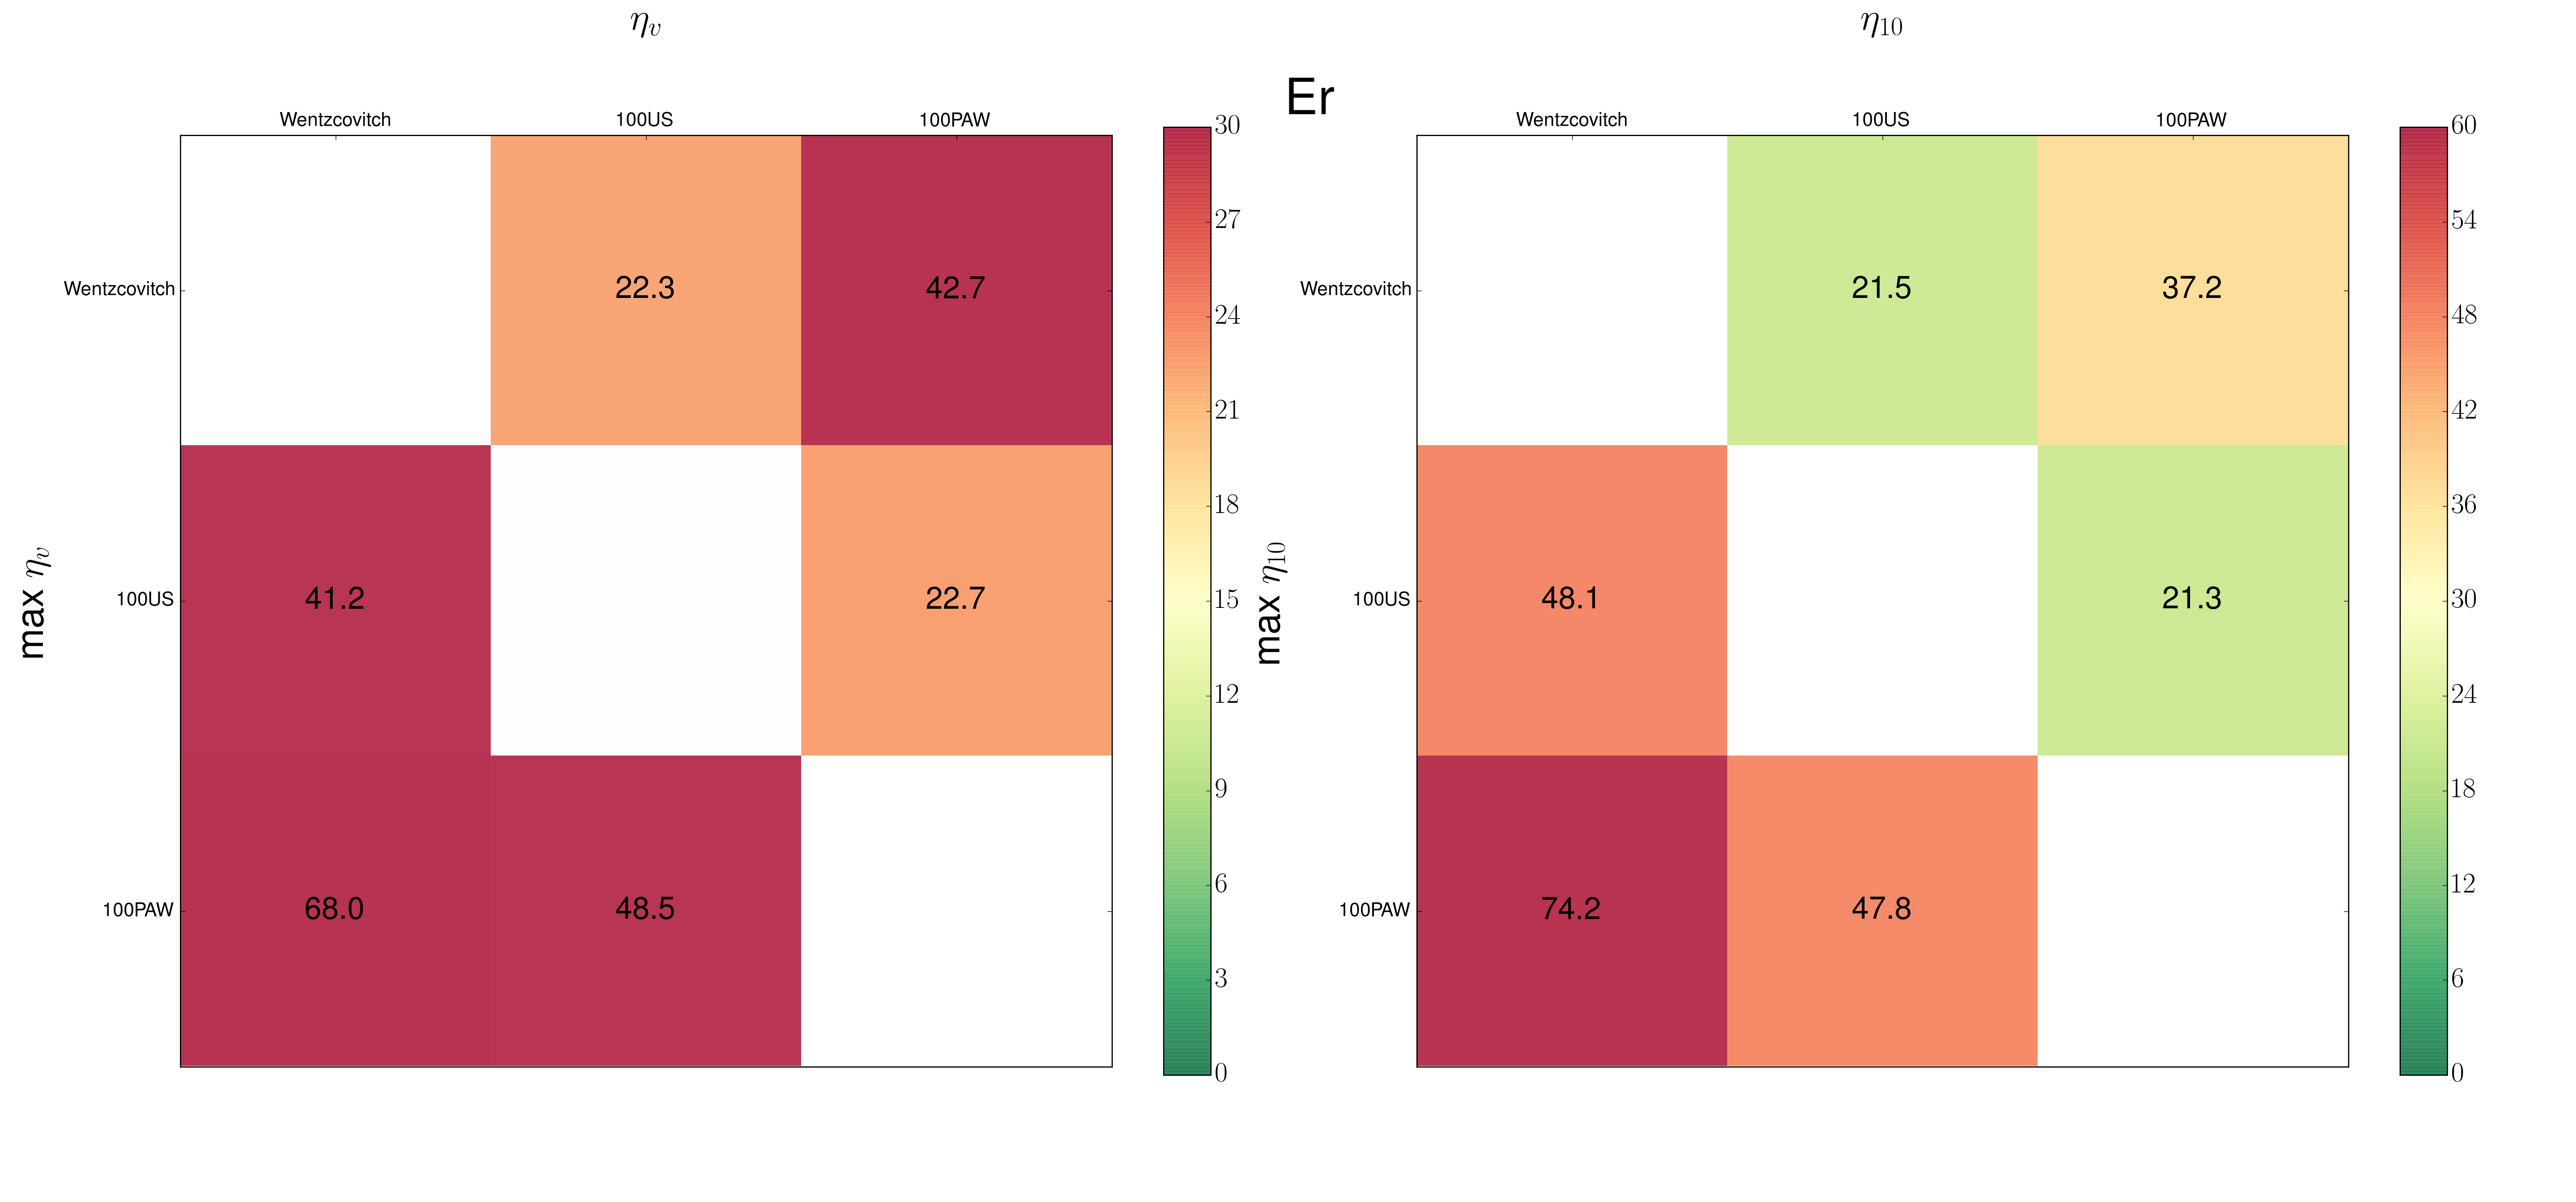 η_v
η_10
Er
Wentzcovitch 100US 100PAW
Wentzcovitch 22.3 42.7
100US 41.2 22.7
100PAW 68.0 48.5
max η_v
30
27
24
21
18
15
12
9
6
3
0
Wentzcovitch 100US 100PAW
Wentzcovitch 21.5 37.2
100US 48.1 21.3
100PAW 74.2 47.8
max η_10
60
54
48
42
36
30
24
18
12
6
0